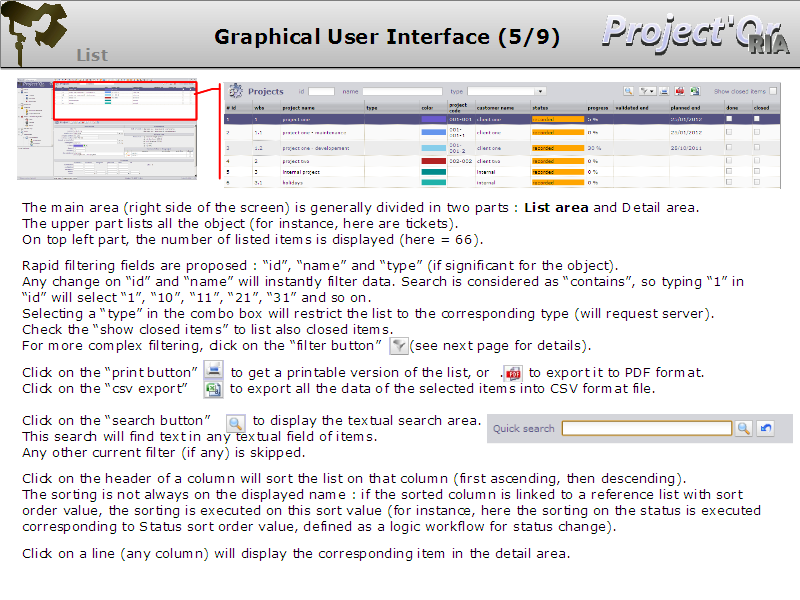 Graphical User Interface (5/9)
Project'Or
RIA
List
Projects id name type Show closed items
# id wbs project name type color project code customer name status progress validated end planned end done closed
1 1 project one 001-001 client one recorded 0 % 25/01/2012
2 1.1 project one - maintenance 001-001-1 client one recorded 0 % 25/01/2012
3 1.2 project one - developement 001-001-2 client one recorded 30 % 25/10/2011
4 2 project two 002-002 client two recorded 0 %
5 3 internal project internal recorded 0 %
6 3.1 holidays internal recorded 0 %
The main area (right side of the screen) is generally divided in two parts : List area and Detail area.
The upper part lists all the object (for instance, here are tickets).
On top left part, the number of listed items is displayed (here = 66).
Rapid filtering fields are proposed : “id”, “name” and “type” (if significant for the object).
Any change on “id” and “name” will instantly filter data. Search is considered as “contains”, so typing “1” in
“id” will select “1”, “10”, “11”, “21”, “31” and so on.
Selecting a “type” in the combo box will restrict the list to the corresponding type (will request server).
Check the “show closed items” to list also closed items.
For more complex filtering, click on the “filter button” (see next page for details).
Click on the “print button” to get a printable version of the list, or . to export it to PDF format.
Click on the “csv export” to export all the data of the selected items into CSV format file.
Click on the “search button” to display the textual search area.
Quick search
This search will find text in any textual field of items.
Any other current filter (if any) is skipped.
Click on the header of a column will sort the list on that column (first ascending, then descending).
The sorting is not always on the displayed name : if the sorted column is linked to a reference list with sort
order value, the sorting is executed on this sort value (for instance, here the sorting on the status is executed
corresponding to Status sort order value, defined as a logic workflow for status change).
Click on a line (any column) will display the corresponding item in the detail area.